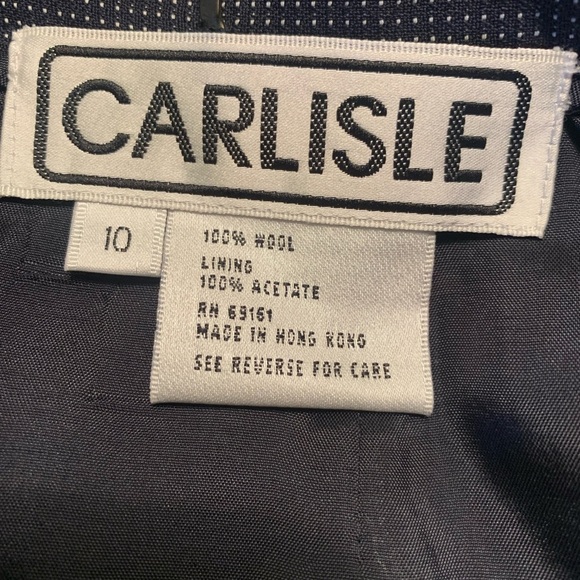 CARLISLE
10
100% WOOL
LINING
100% ACETATE
RN 69161
MADE IN HONG KONG
SEE REVERSE FOR CARE